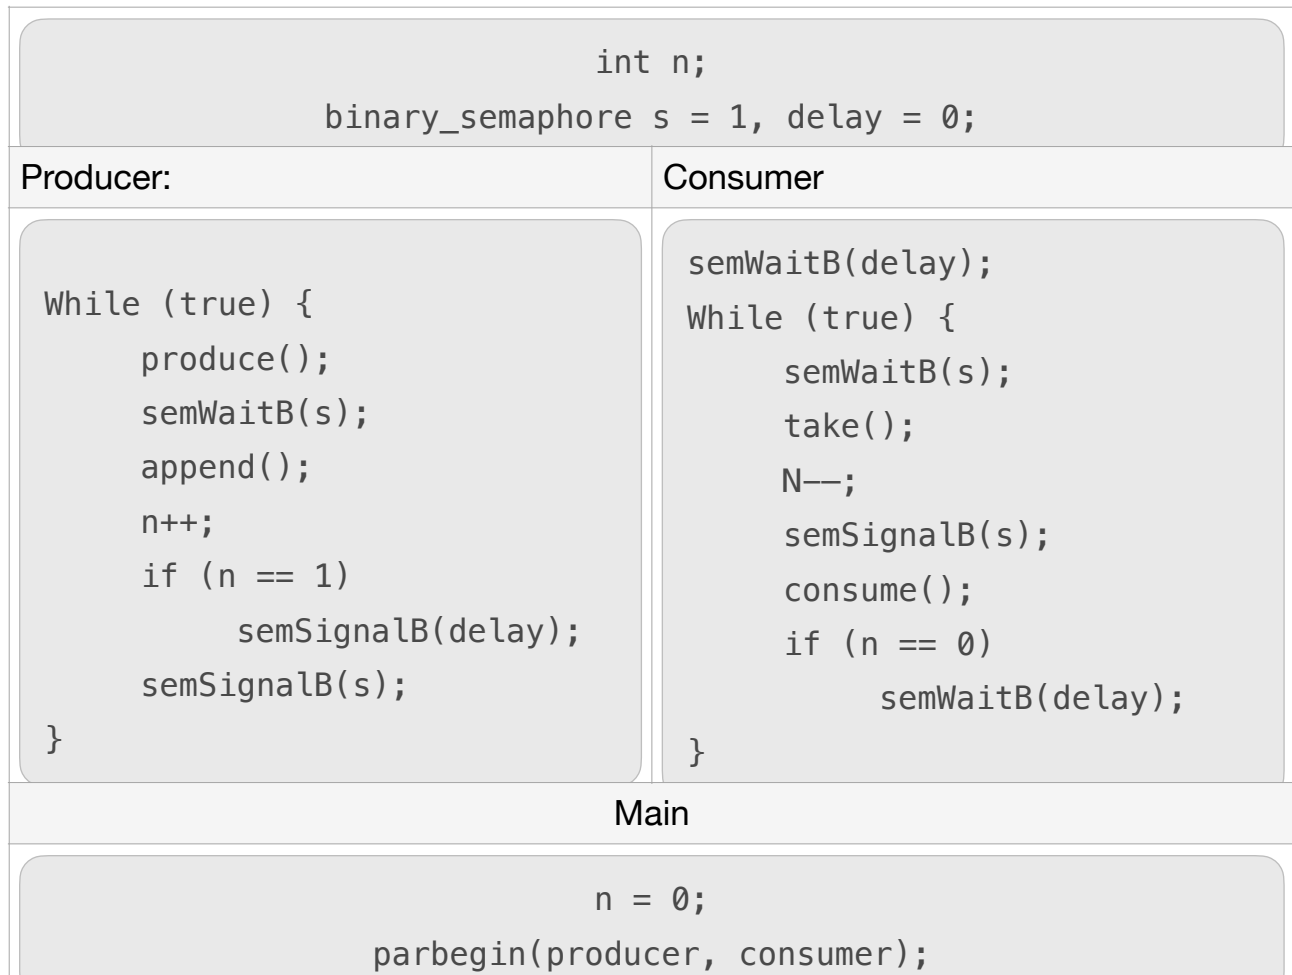 int n;
binary_semaphore s = 1, delay = 0;
Producer:
Consumer
While (true) {
produce();
semWaitB(s);
append();
n++;
if (n == 1)
semSignalB(delay);
semSignalB(s);
}
semWaitB(delay);
While (true) {
semWaitB(s);
take();
N——;
semSignalB(s);
consume();
if (n == 0)
semWaitB(delay);
}
Main
n = 0;
parbegin(producer, consumer);